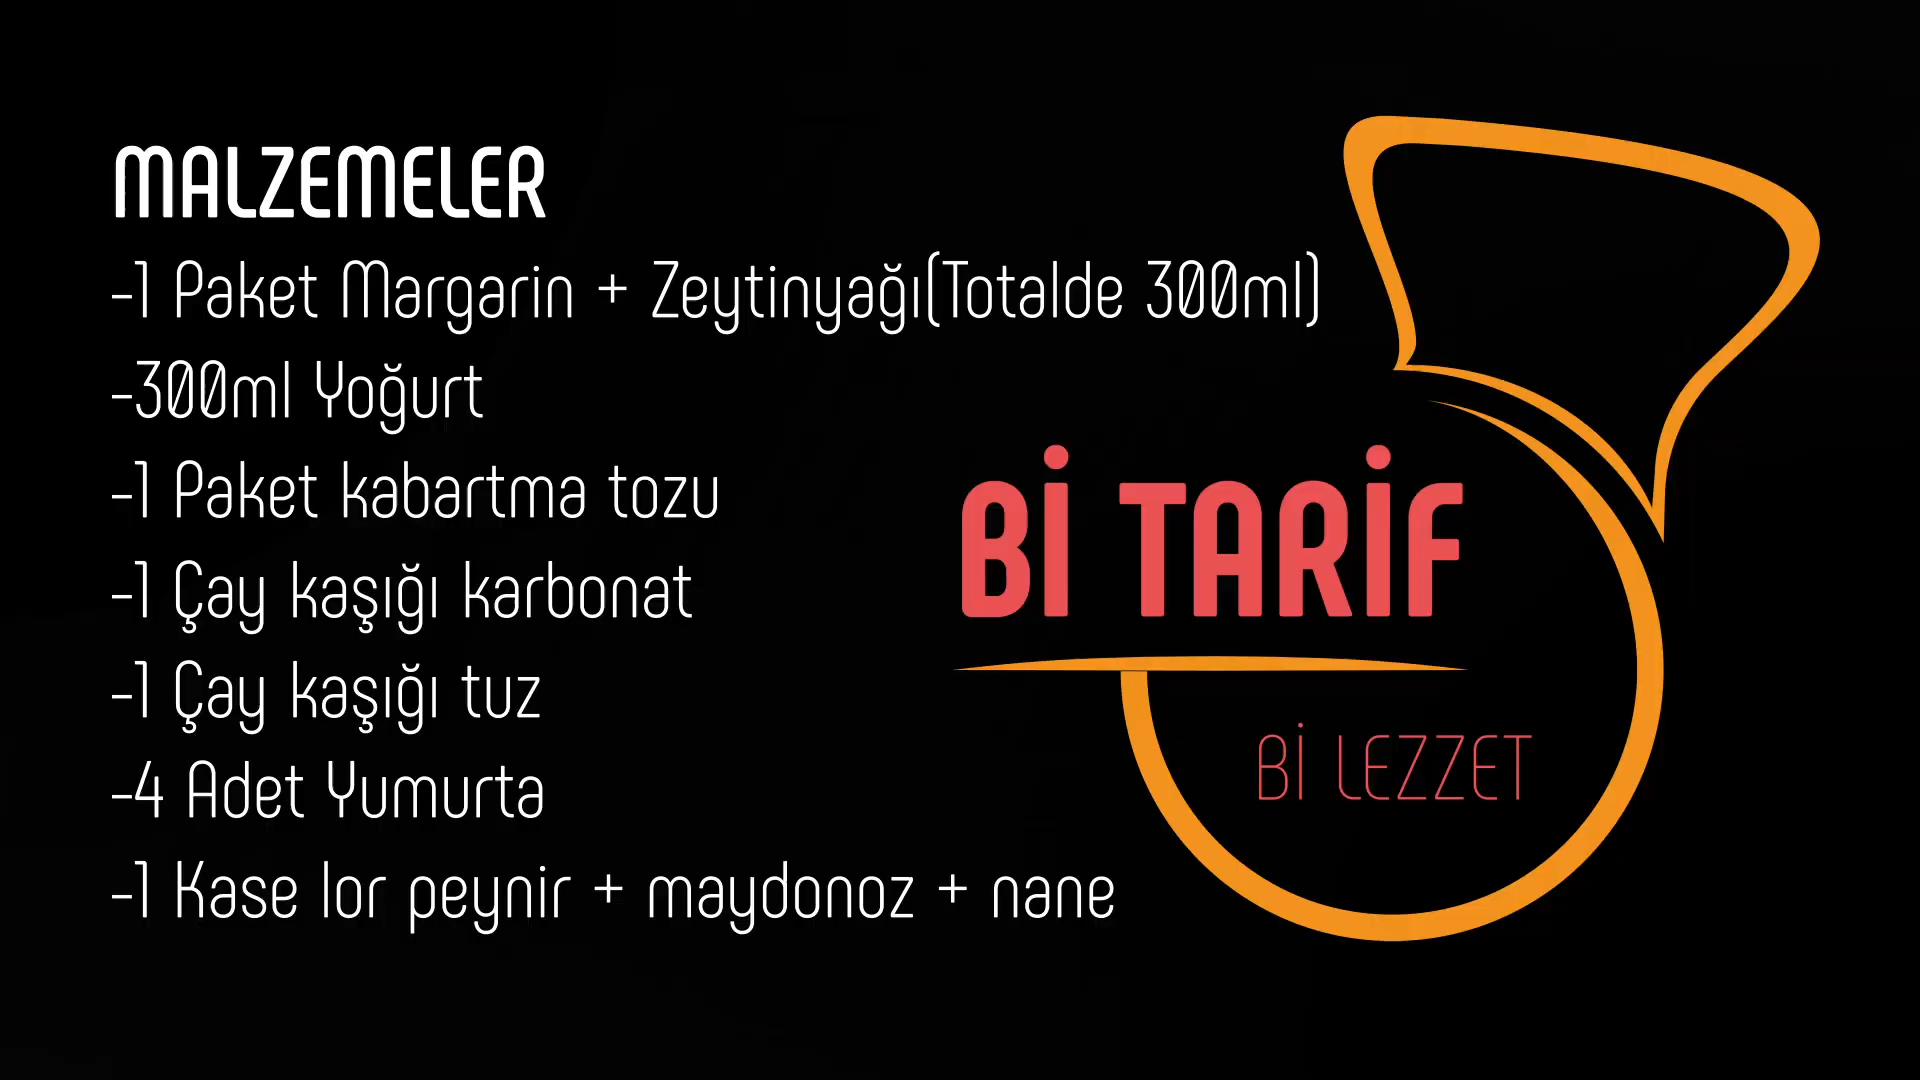 MALZEMELER
-1 Paket Margarin + Zeytinyağı(Totalde 300ml)
-300ml Yoğurt
-1 Paket kabartma tozu
-1 Çay kaşığı karbonat
-1 Çay kaşığı tuz
-4 Adet Yumurta
-1 Kase lor peynir + maydonoz + nane
Bİ TARİF
Bİ LEZZET